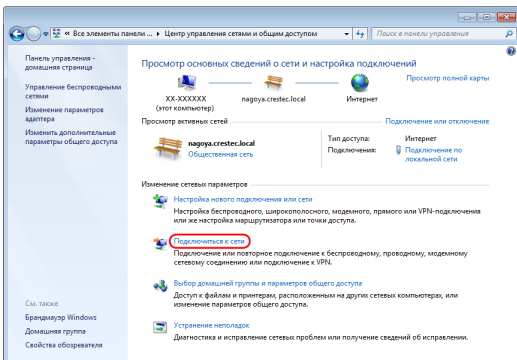 « Все элементы панели ... ▸ Центр управления сетями и общим доступом
Поиск в панели управления
Панель управления -
домашняя страница
Управление беспроводными
сетями
Изменение параметров
адаптера
Изменить дополнительные
параметры общего доступа
См. также
Брандмауэр Windows
Домашняя группа
Свойства обозревателя
Просмотр основных сведений о сети и настройка подключений
Просмотр полной карты
XX-XXXXXX
(этот компьютер)
nagoya.crestec.local
Интернет
Просмотр активных сетей
Подключение или отключение
nagoya.crestec.local
Общественная сеть
Тип доступа: Интернет
Подключения: Подключение по
локальной сети
Изменение сетевых параметров
Настройка нового подключения или сети
Настройка беспроводного, широкополосного, модемного, прямого или VPN-подключения
или же настройка маршрутизатора или точки доступа.
Подключиться к сети
Подключение или повторное подключение к беспроводному, проводному, модемному
сетевому соединению или подключение к VPN.
Выбор домашней группы и параметров общего доступа
Доступ к файлам и принтерам, расположенным на других сетевых компьютерах, или
изменение параметров общего доступа.
Устранение неполадок
Диагностика и исправление сетевых проблем или получение сведений об исправлении.